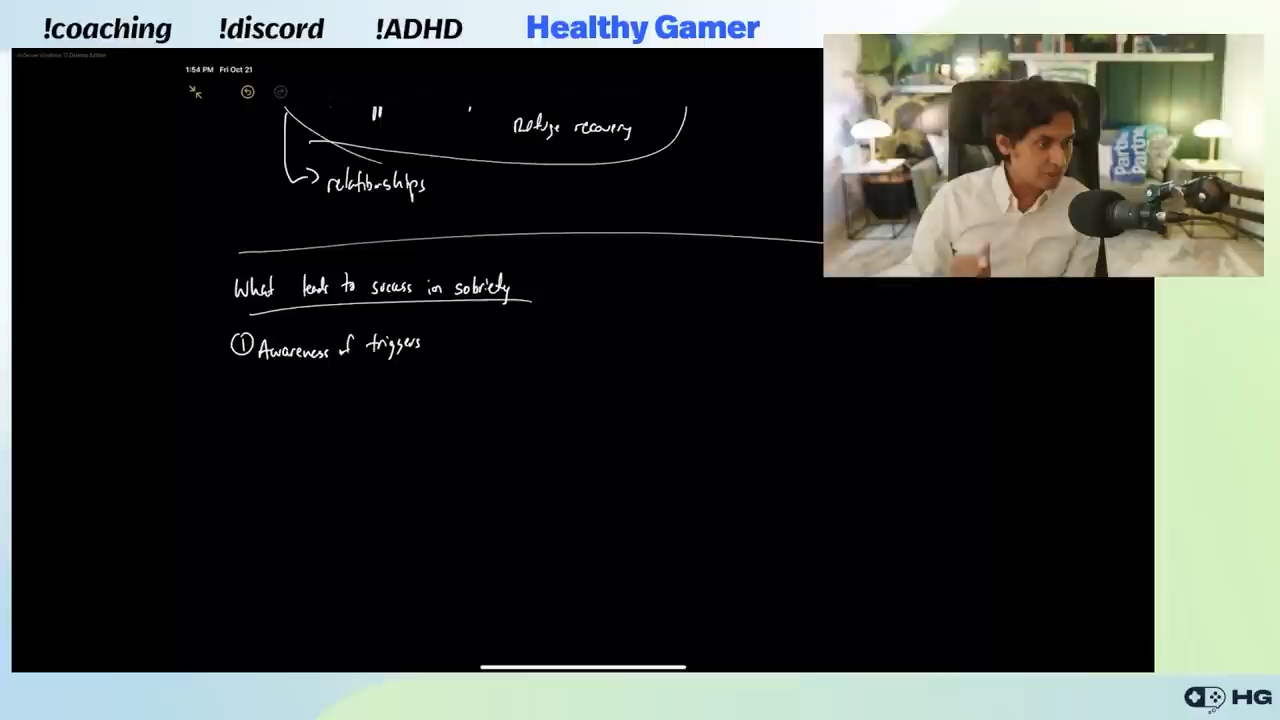 !coaching !discord !ADHD Healthy Gamer
1:54 PM Fri Oct 21
Refuge recovery
relationships
What leads to success in sobriety
① Awareness of triggers
HG